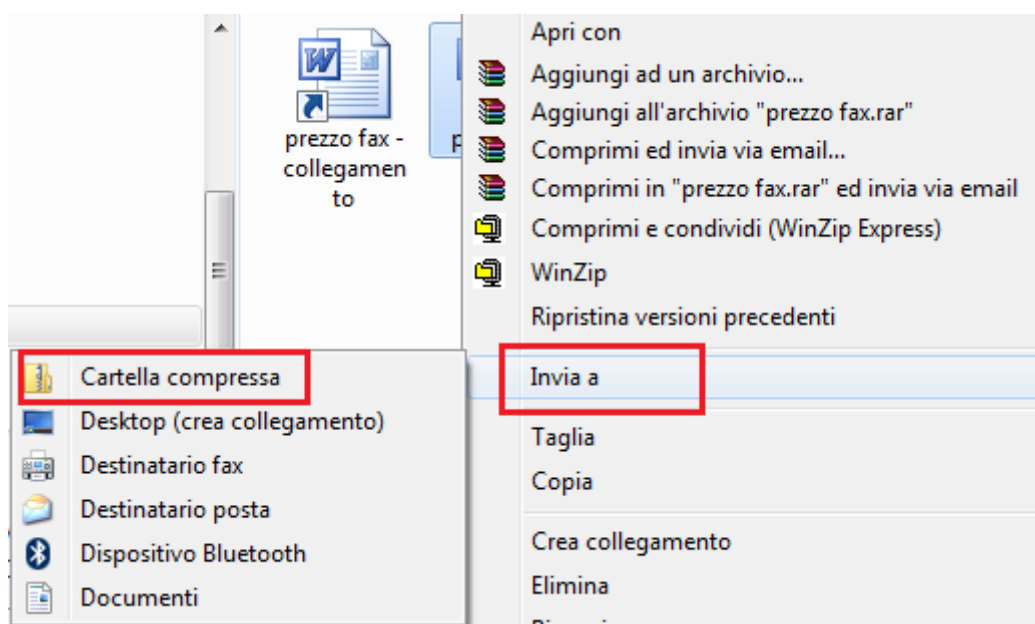 prezzo fax -
collegamen
to
Apri con
Aggiungi ad un archivio...
Aggiungi all'archivio "prezzo fax.rar"
Comprimi ed invia via email...
Comprimi in "prezzo fax.rar" ed invia via email
Comprimi e condividi (WinZip Express)
WinZip
Ripristina versioni precedenti
Invia a
Taglia
Copia
Crea collegamento
Elimina
Cartella compressa
Desktop (crea collegamento)
Destinatario fax
Destinatario posta
Dispositivo Bluetooth
Documenti